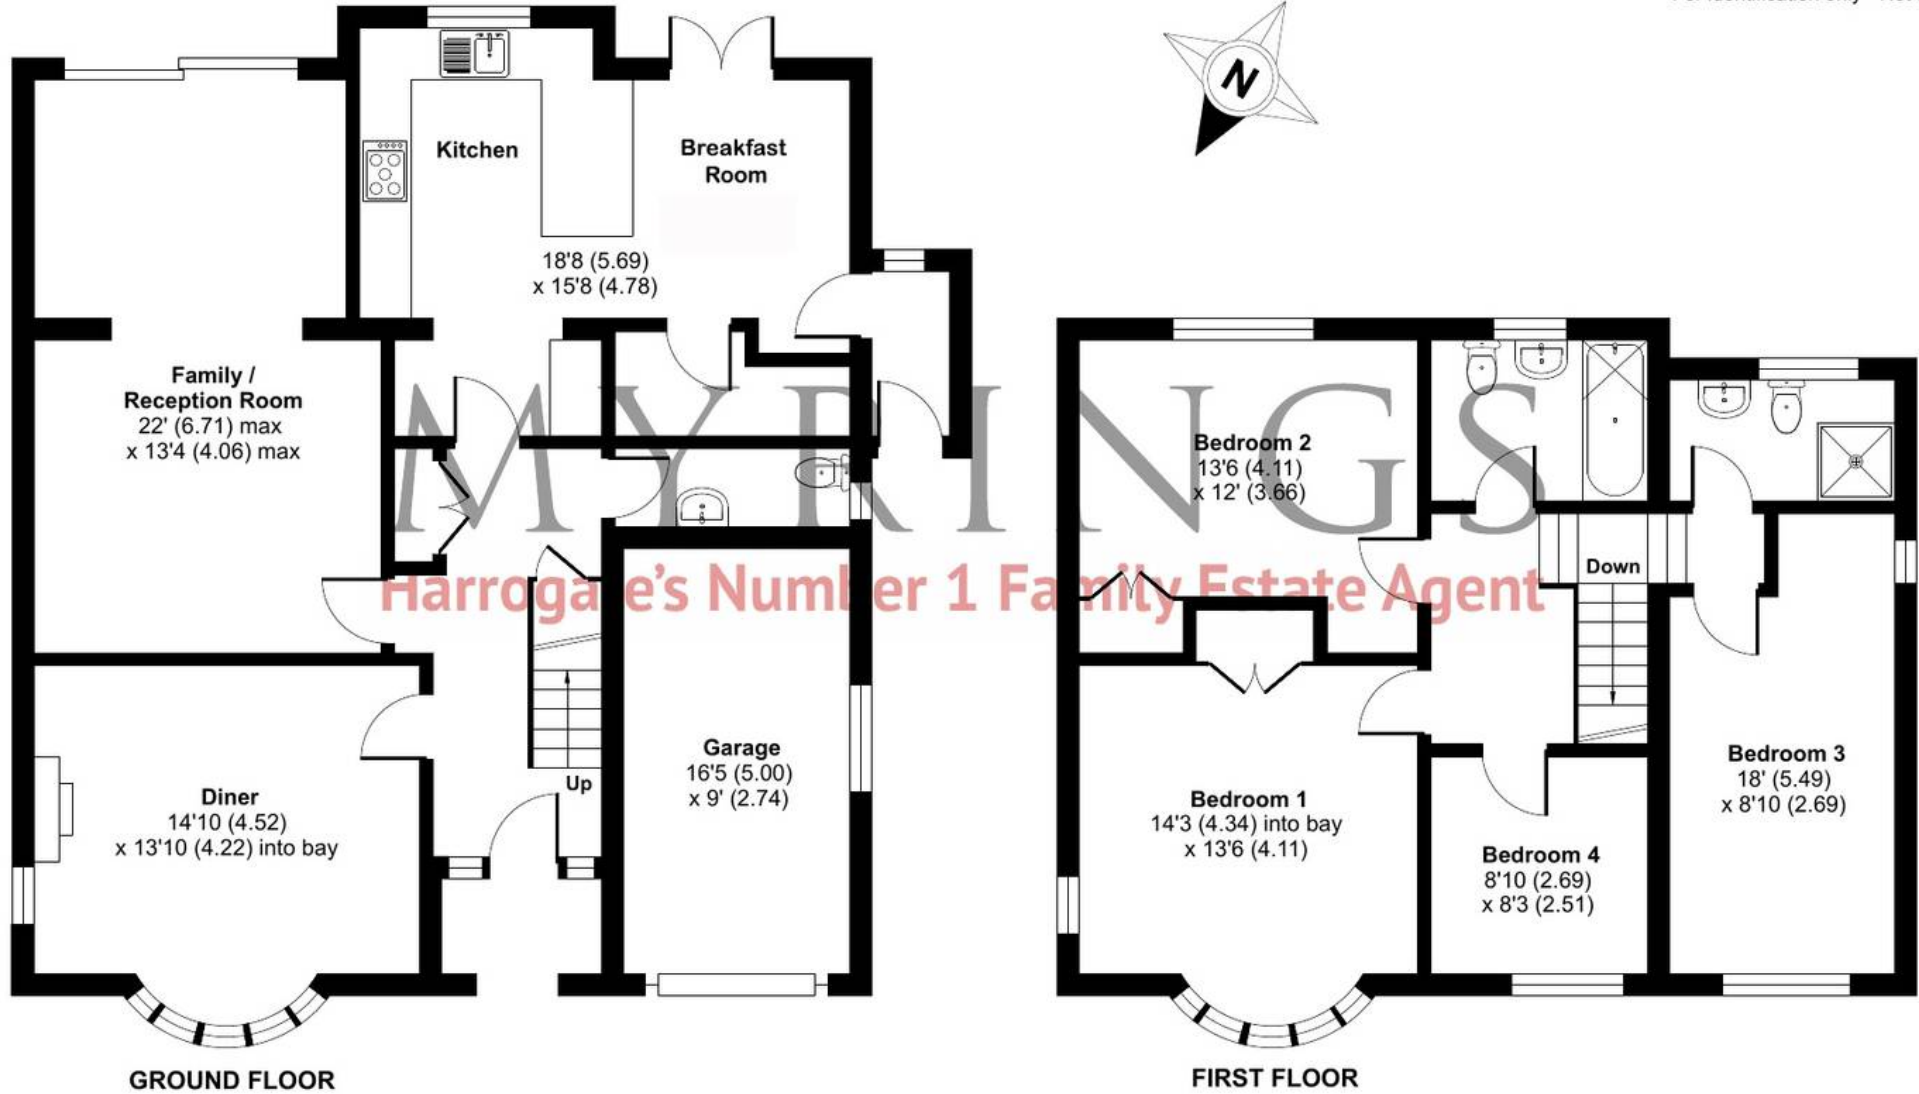 N
Kitchen
Breakfast
Room
18'8 (5.69)
x 15'8 (4.78)
Family /
Reception Room
22' (6.71) max
x 13'4 (4.06) max
MYRINGS
Harrogate's Number 1 Family Estate Agent
Bedroom 2
13'6 (4.11)
x 12' (3.66)
Down
Up
Garage
16'5 (5.00)
x 9' (2.74)
Diner
14'10 (4.52)
x 13'10 (4.22) into bay
Bedroom 1
14'3 (4.34) into bay
x 13'6 (4.11)
Bedroom 3
18' (5.49)
x 8'10 (2.69)
Bedroom 4
8'10 (2.69)
x 8'3 (2.51)
GROUND FLOOR
FIRST FLOOR